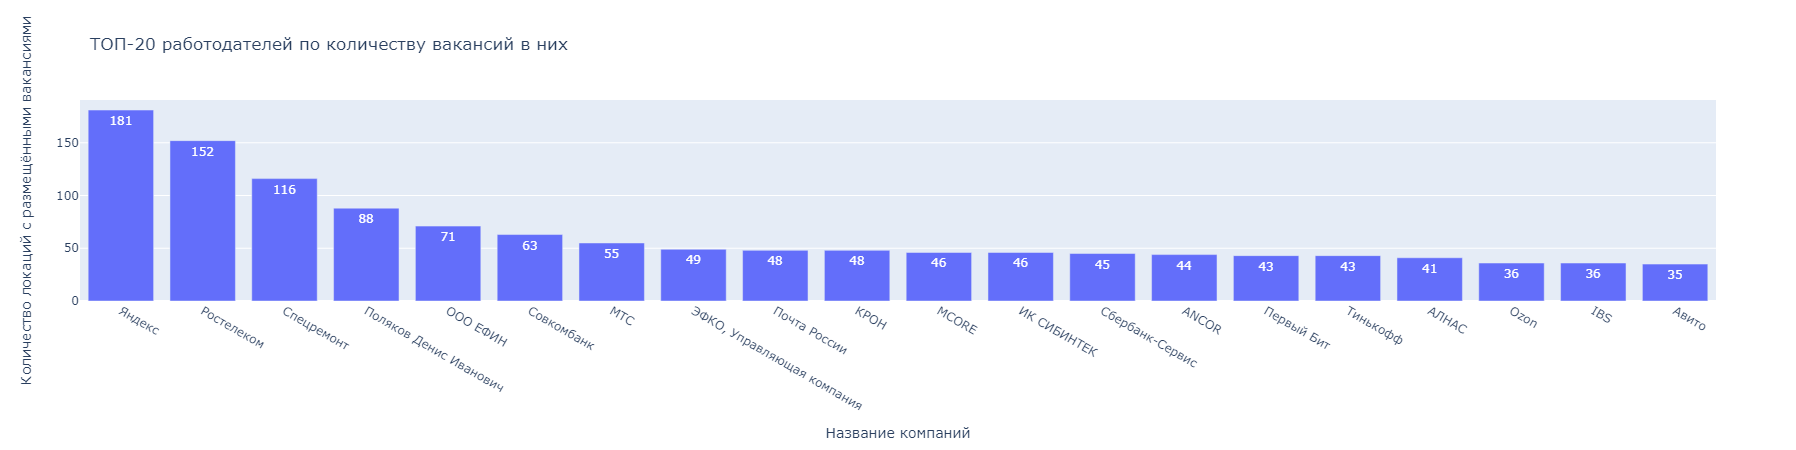 ТОП-20 работодателей по количеству вакансий в них
Количество локаций с размещёнными вакансиями
150
100
50
0
181
152
116
88
71
63
55
49
48
48
46
46
45
44
43
43
41
36
36
35
Яндекс
Ростелеком
Спецремонт
Поляков Денис Иванович
ООО ЕФИН
Совкомбанк
МТС
ЭФКО, Управляющая компания
Почта России
КРОН
MCORE
ИК СИБИНТЕК
Сбербанк-Сервис
ANCOR
Первый Бит
Тинькофф
АЛНАС
Ozon
IBS
Авито
Название компаний